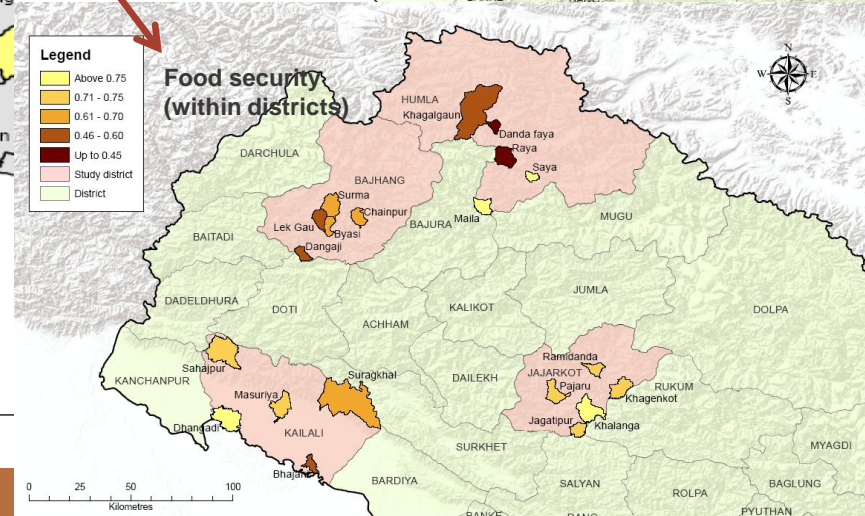 Legend
Above 0.75
0.71 - 0.75
0.61 - 0.70
0.46 - 0.60
Up to 0.45
Study district
District
Food security
(within districts)
N
W E
S
HUMLA
Khagalgaun
Danda faya
Raya
Saya
DARCHULA
BAJHANG
Surma
Chainpur
Lek Gau
Byasi
Dangaji
BAJURA
Maila
MUGU
BAITADI
DADELDHURA
DOTI
ACHHAM
KALIKOT
JUMLA
DOLPA
Sahajpur
KANCHANPUR
Masuriya
Suragkhal
DAILEKH
Ramidanda
JAJARKOT
Pajaru
RUKUM
Khagenkot
Dhangadi
KAILALI
Jagatipur
Khalanga
SURKHET
MYAGDI
BARDIYA
SALYAN
ROLPA
BAGLUNG
PYUTHAN
BANKE
0 25 50 100
Kilometres